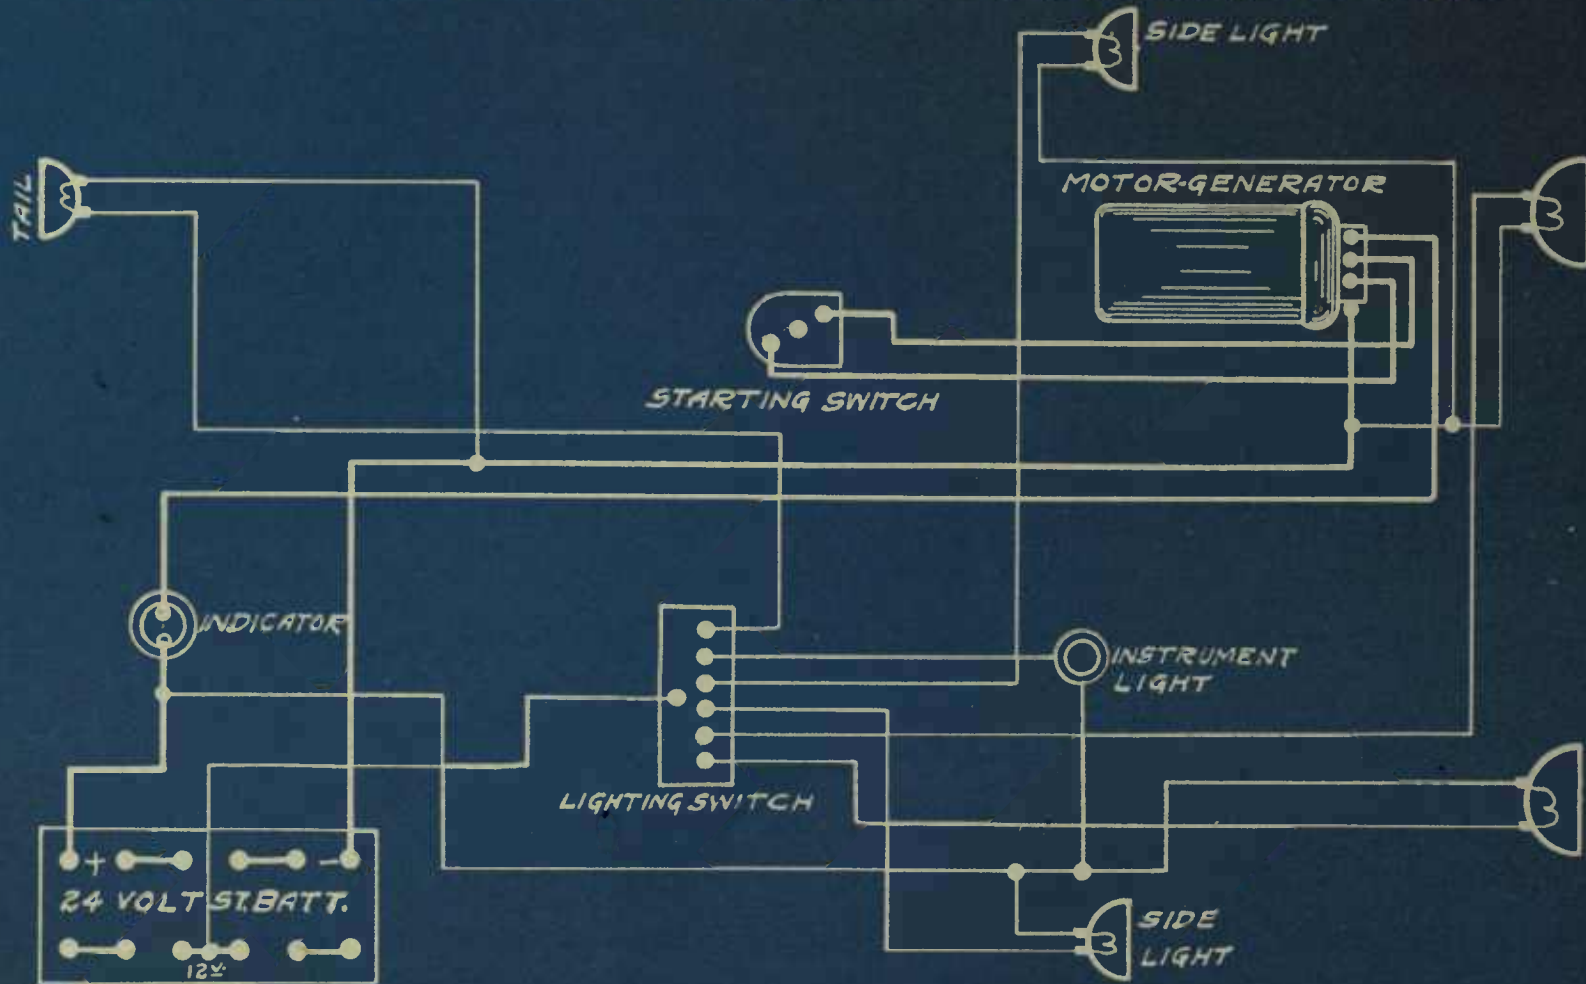 SIDE LIGHT
TAIL
MOTOR-GENERATOR
STARTING SWITCH
INDICATOR
INSTRUMENT
LIGHT
LIGHTING SWITCH
+ -
24 VOLT ST. BATT.
12V.
SIDE
LIGHT